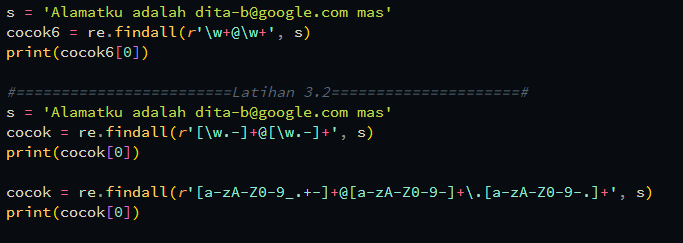 s = 'Alamatku adalah dita-b@google.com mas'
cocok6 = re.findall(r'\w+@\w+', s)
print(cocok6[0])
#========================Latihan 3.2=====================#
s = 'Alamatku adalah dita-b@google.com mas'
cocok = re.findall(r'[\w.-]+@[\w.-]+', s)
print(cocok[0])
cocok = re.findall(r'[a-zA-Z0-9_.+-]+@[a-zA-Z0-9-]+\.[a-zA-Z0-9-.]+', s)
print(cocok[0])